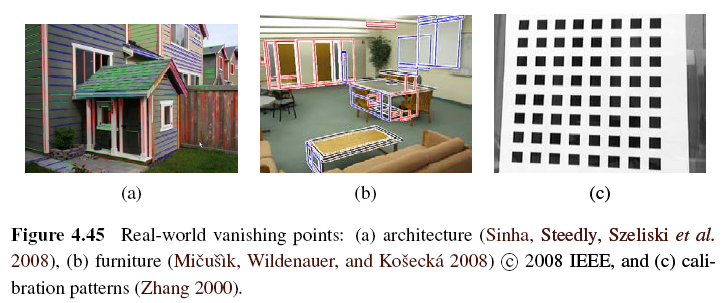 (a)
(b)
(c)
Figure 4.45 Real-world vanishing points: (a) architecture (Sinha, Steedly, Szeliski et al.
2008), (b) furniture (Mičušìk, Wildenauer, and Košecká 2008) © 2008 IEEE, and (c) cali-
bration patterns (Zhang 2000).